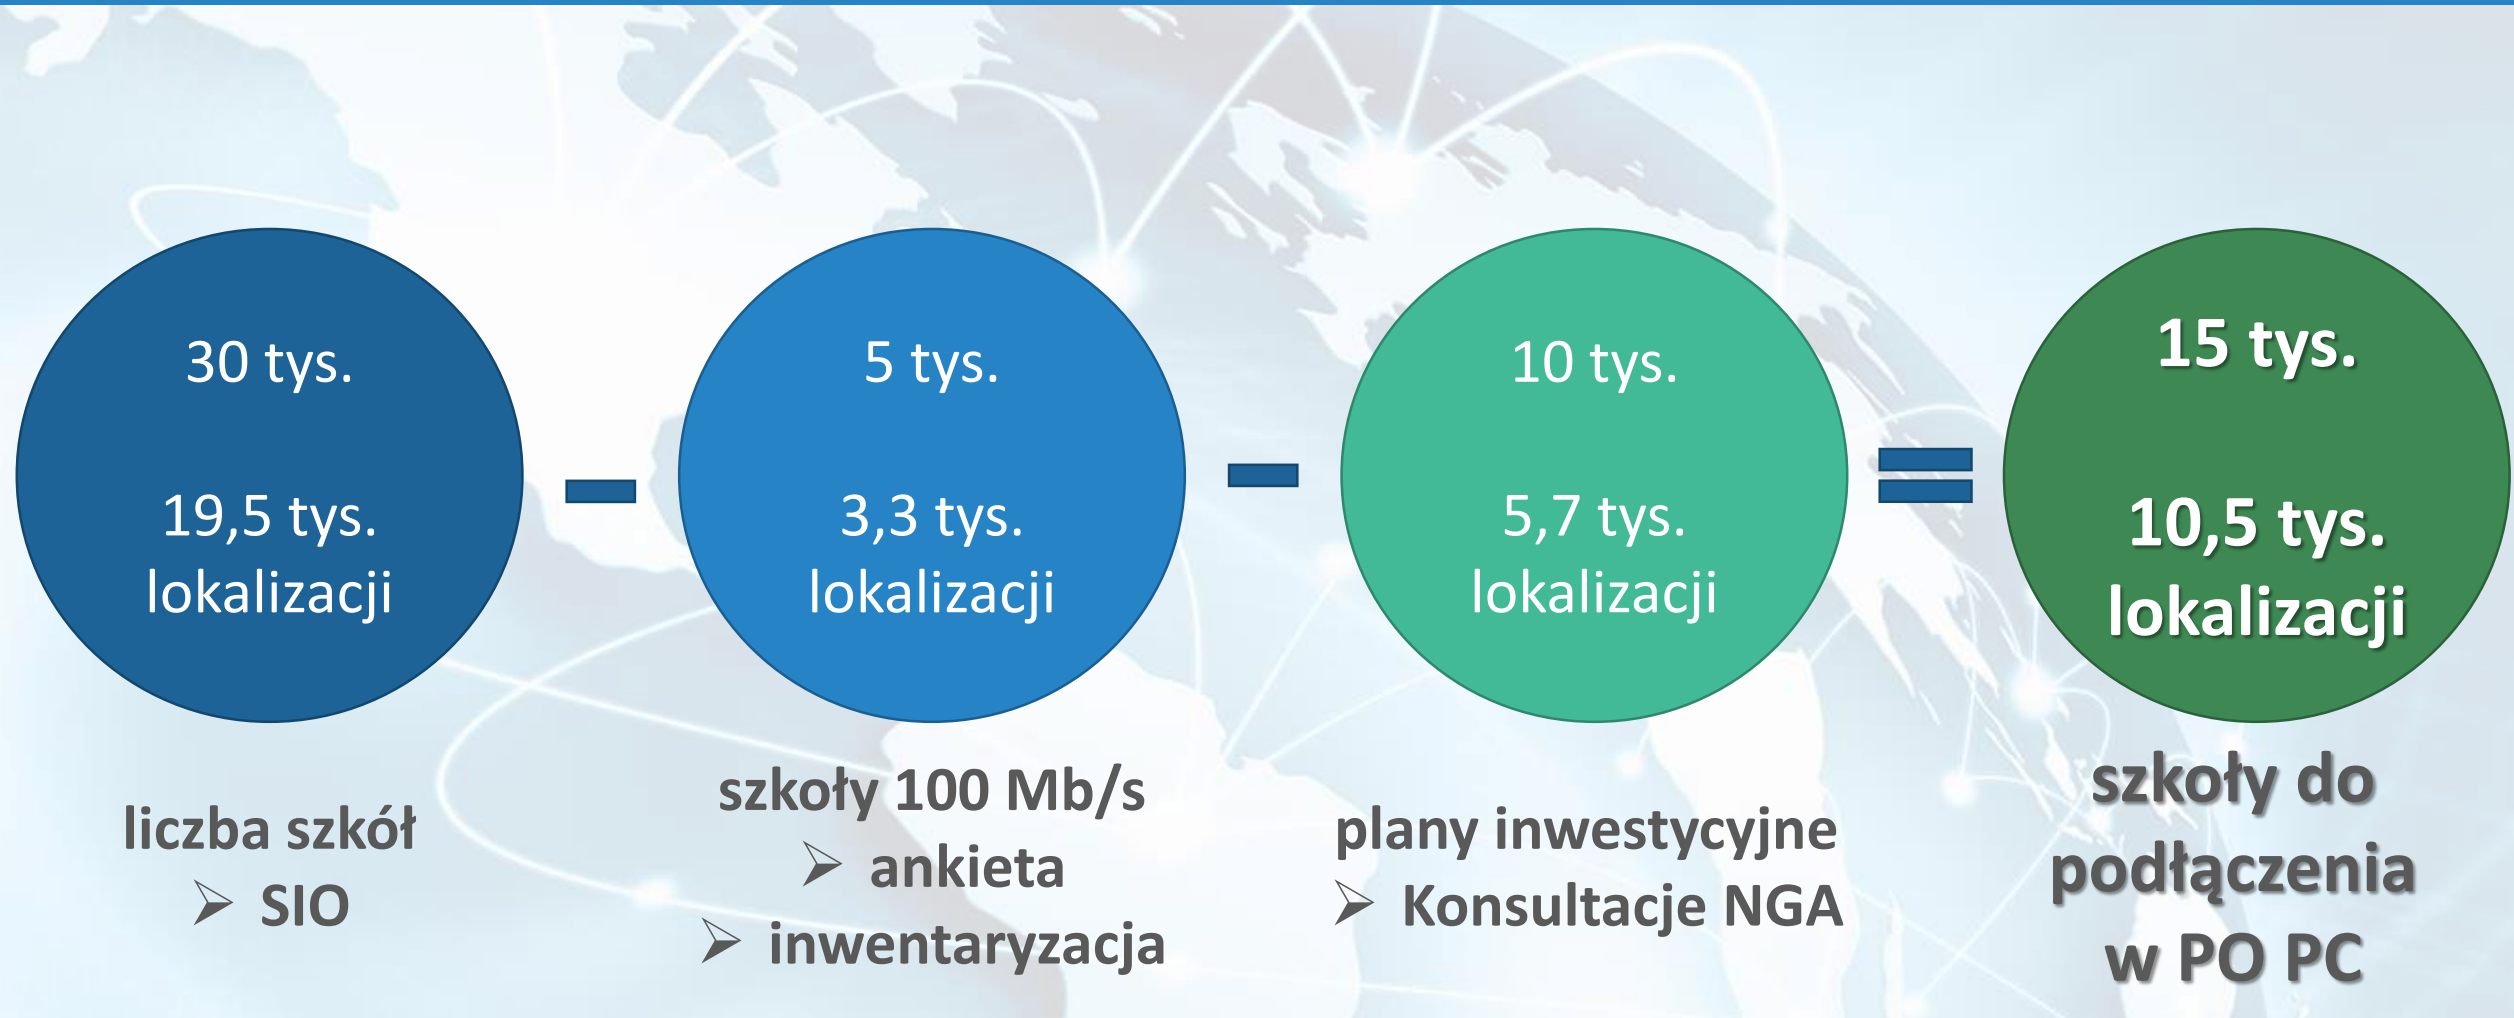 30 tys.
19,5 tys.
lokalizacji
5 tys.
3,3 tys.
lokalizacji
10 tys.
5,7 tys.
lokalizacji
15 tys.
10,5 tys.
lokalizacji
liczba szkół
➢ SIO
szkoły 100 Mb/s
➢ ankieta
➢ inwentaryzacja
plany inwestycyjne
➢ Konsultacje NGA
szkoły do
podłączenia
w PO PC